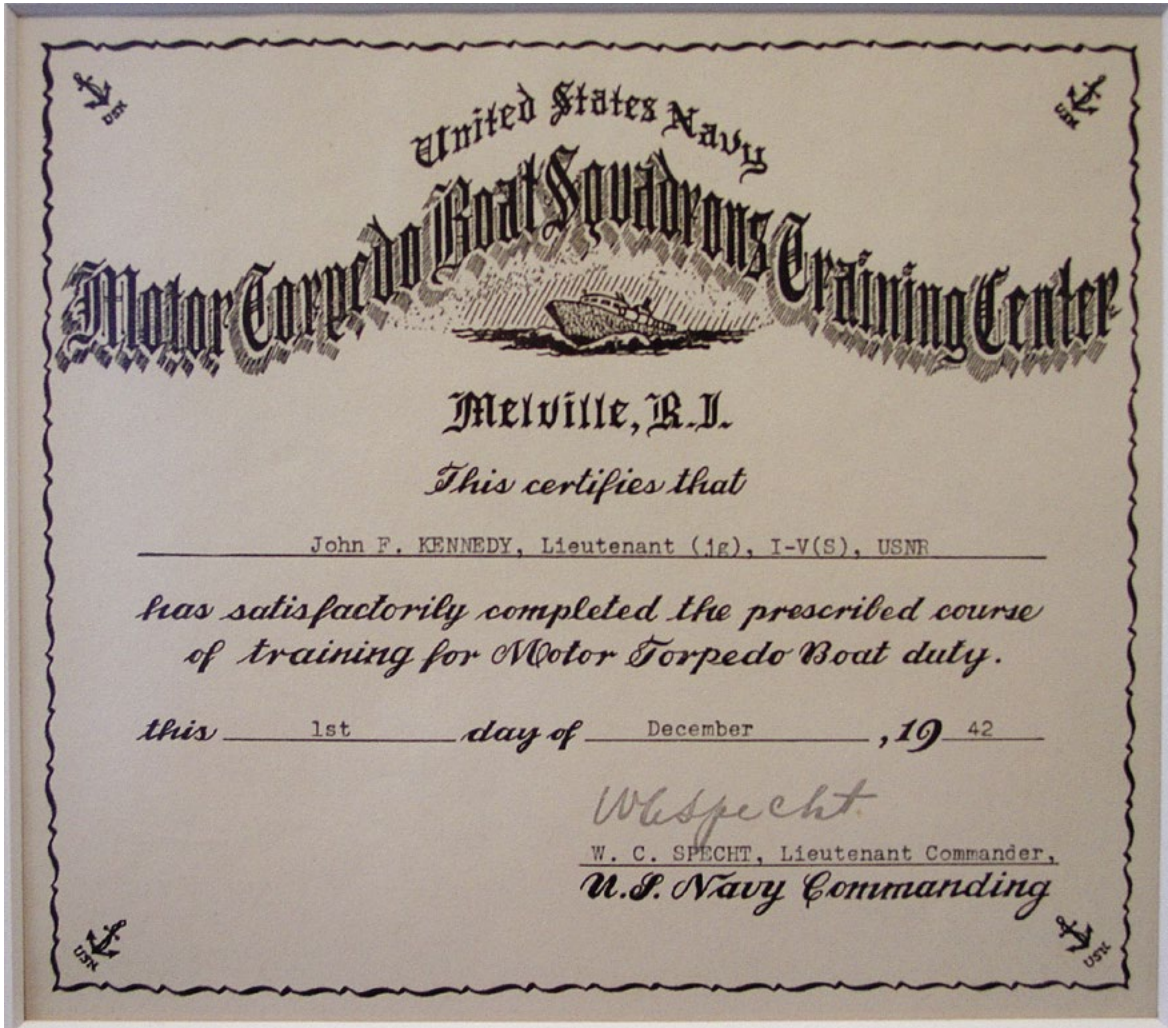 USN
USN
United States Navy
Motor Torpedo Boat Squadrons Training Center
Melville, R.I.
This certifies that
John F. KENNEDY, Lieutenant (jg), I-V(S), USNR
has satisfactorily completed the prescribed course
of training for Motor Torpedo Boat duty.
this 1st day of December, 19 42
WCSpecht
W. C. SPECHT, Lieutenant Commander,
U.S. Navy Commanding
USN
USN